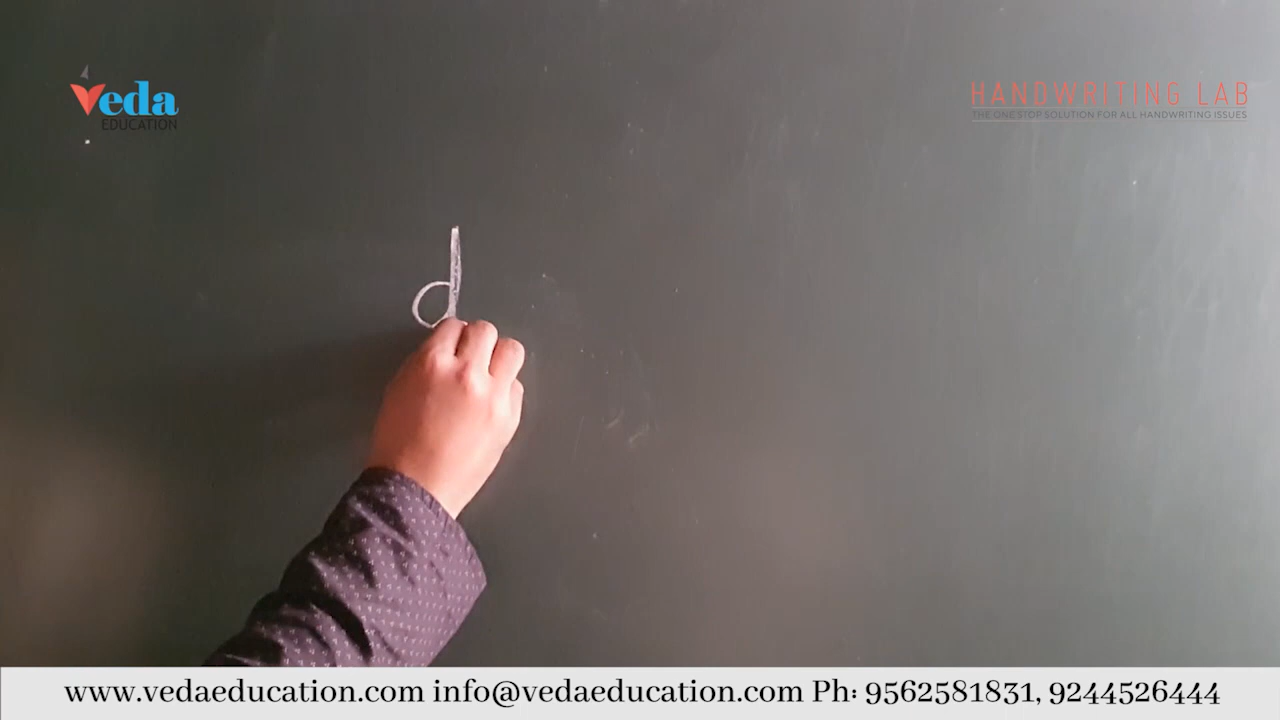 veda
EDUCATION
HANDWRITING LAB
THE ONE STOP SOLUTION FOR ALL HANDWRITING ISSUES
d
www.vedaeducation.com info@vedaeducation.com Ph: 9562581831, 9244526444